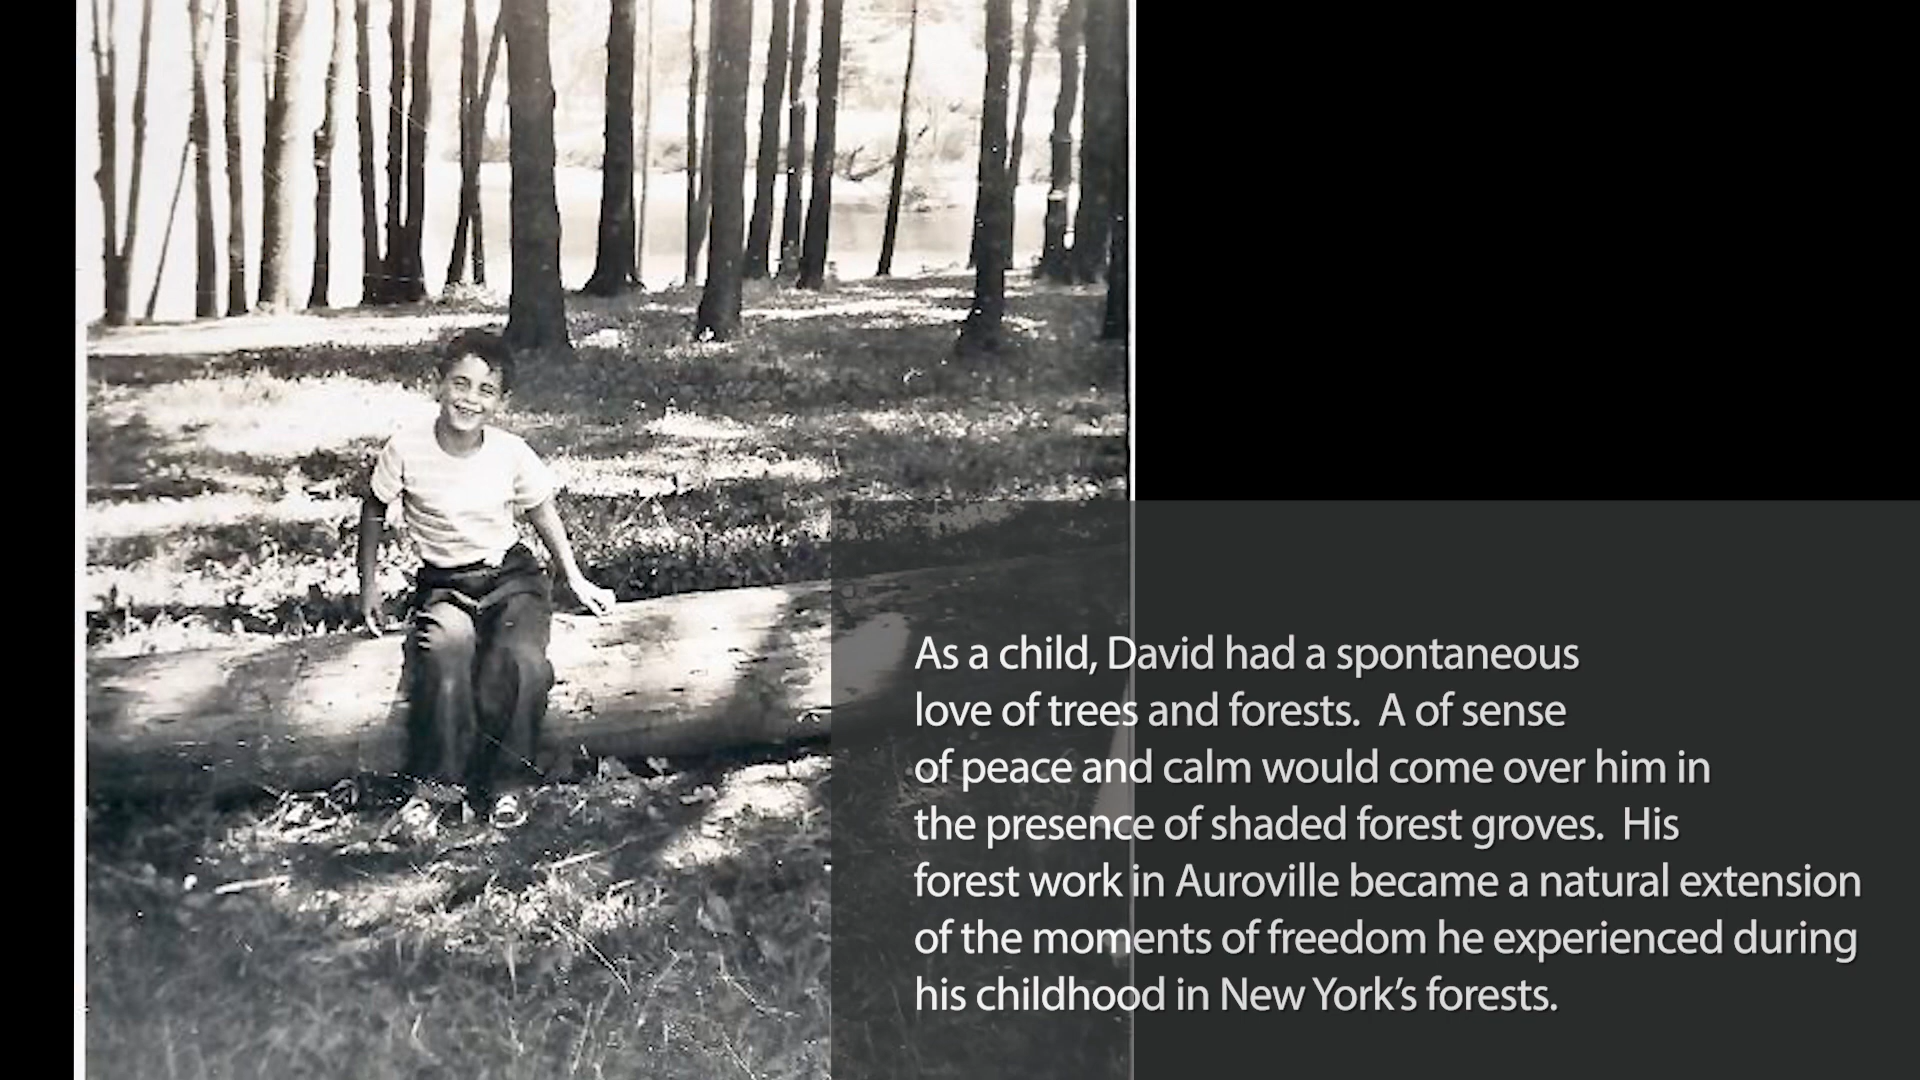 As a child, David had a spontaneous
love of trees and forests.  A of sense
of peace and calm would come over him in
the presence of shaded forest groves.  His
forest work in Auroville became a natural extension
of the moments of freedom he experienced during
his childhood in New York’s forests.